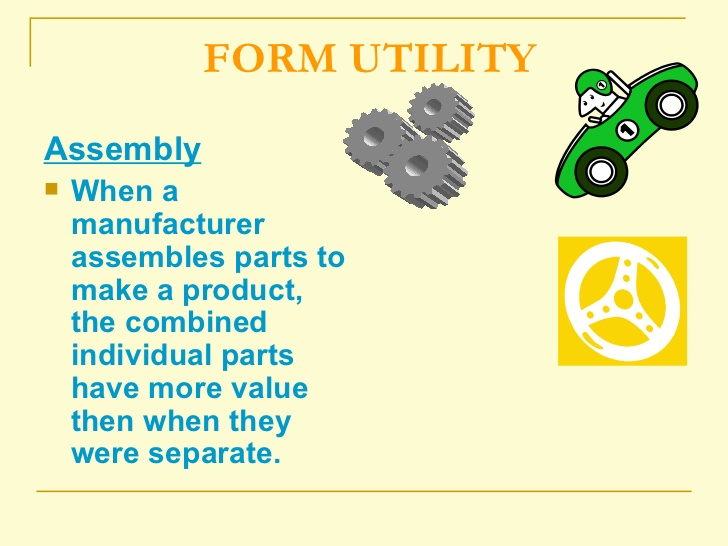 FORM UTILITY
1
1
Assembly
When a
manufacturer
assembles parts to
make a product,
the combined
individual parts
have more value
then when they
were separate.